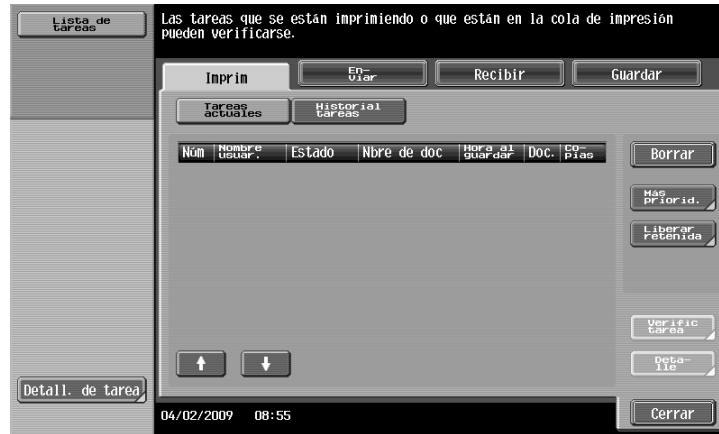 Lista de
tareas
Las tareas que se están imprimiendo o que están en la cola de impresión
pueden verificarse.
Imprim
En-
viar
Recibir
Guardar
Tareas
actuales
Historial
tareas
Núm
Nombre
usuar.
Estado
Nbre de doc
Hora al
guardar
Doc.
Co-
pias
Borrar
Más
priorid.
Liberar
retenida
Verific
tarea
Deta-
lle
Detall. de tarea
04/02/2009 08:55
Cerrar